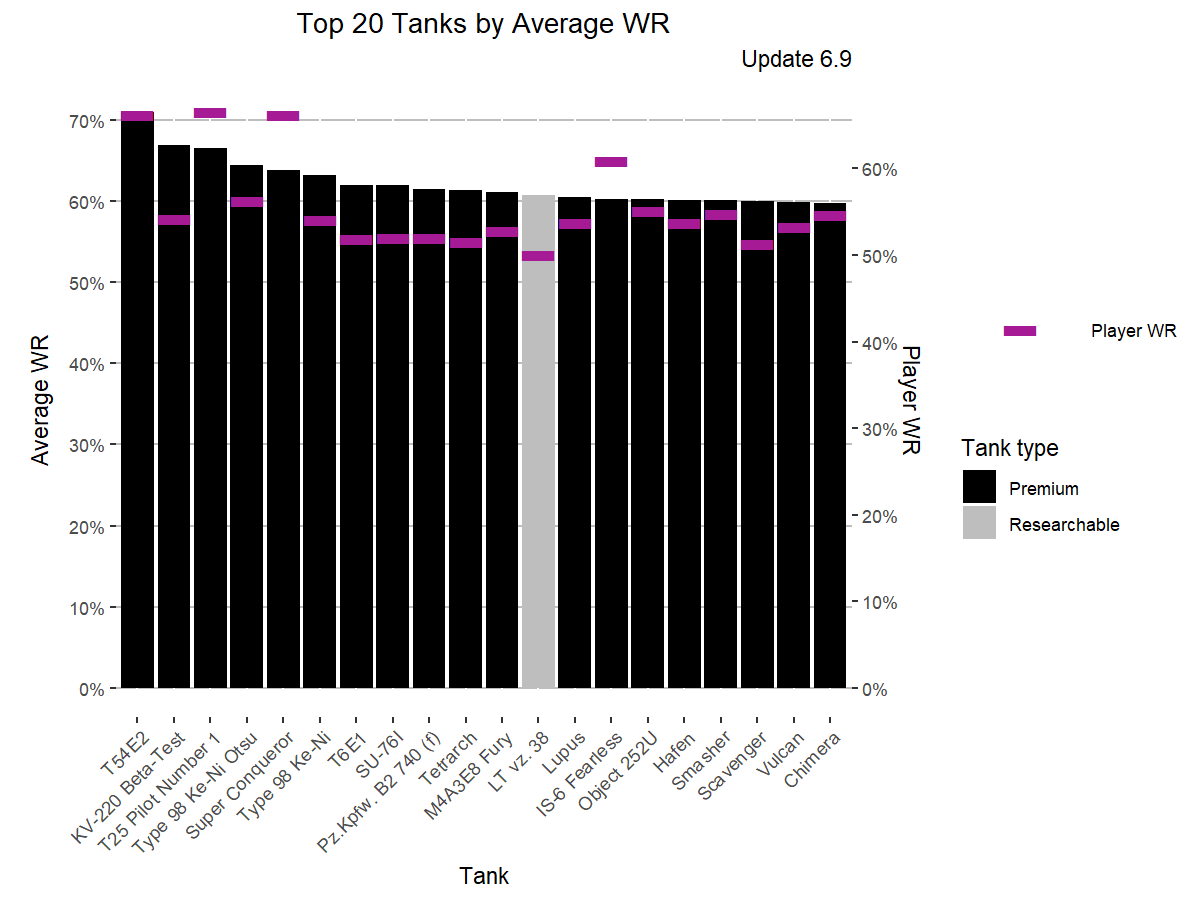 Top 20 Tanks by Average WR
Update 6.9
Average WR
70%
60%
50%
40%
30%
20%
10%
0%
60%
50%
40%
30%
20%
10%
0%
Player WR
T54E2
KV-220 Beta-Test
T25 Pilot Number 1
Type 98 Ke-Ni Otsu
Super Conqueror
Type 98 Ke-Ni
T6E1
SU-76I
Pz.Kpfw. B2 740 (f)
Tetrarch
M4A3E8 Fury
LT vz. 38
Lupus
IS-6 Fearless
Object 252U
Hafen
Smasher
Scavenger
Vulcan
Chimera
Tank
Player WR
Tank type
Premium
Researchable